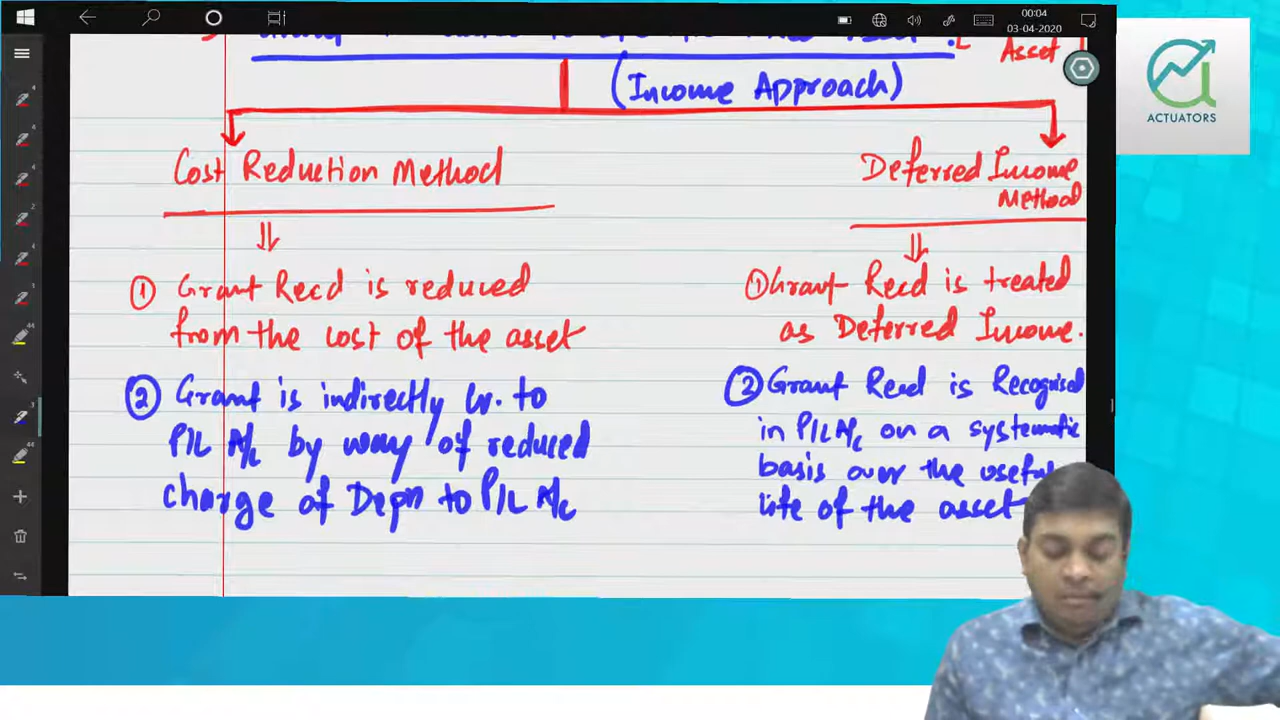 00:04
03-04-2020
Asset
(Income Approach)
ACTUATORS
Cost Reduction Method
Deferred Income
Method
① Grant Recd is reduced
from the cost of the asset
② Grant is indirectly Cr. to
P/L A/c by way of reduced
charge of Depn to P/L A/c
① Grant Recd is treated
as Deferred Income.
② Grant Recd is Recognised
in P/L A/c on a systematic
basis over the useful
life of the asset